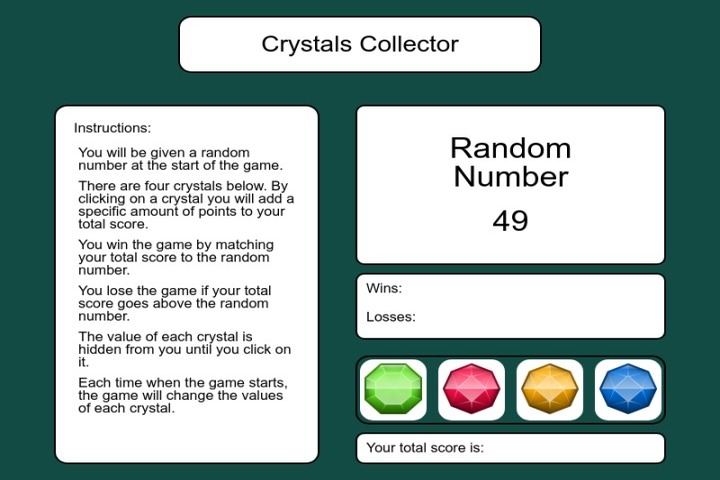 Crystals Collector
Instructions:
You will be given a random
number at the start of the game.
There are four crystals below. By
clicking on a crystal you will add a
specific amount of points to your
total score.
You win the game by matching
your total score to the random
number.
You lose the game if your total
score goes above the random
number.
The value of each crystal is
hidden from you until you click on
it.
Each time when the game starts,
the game will change the values
of each crystal.
Random
Number
49
Wins:
Losses:
Your total score is: